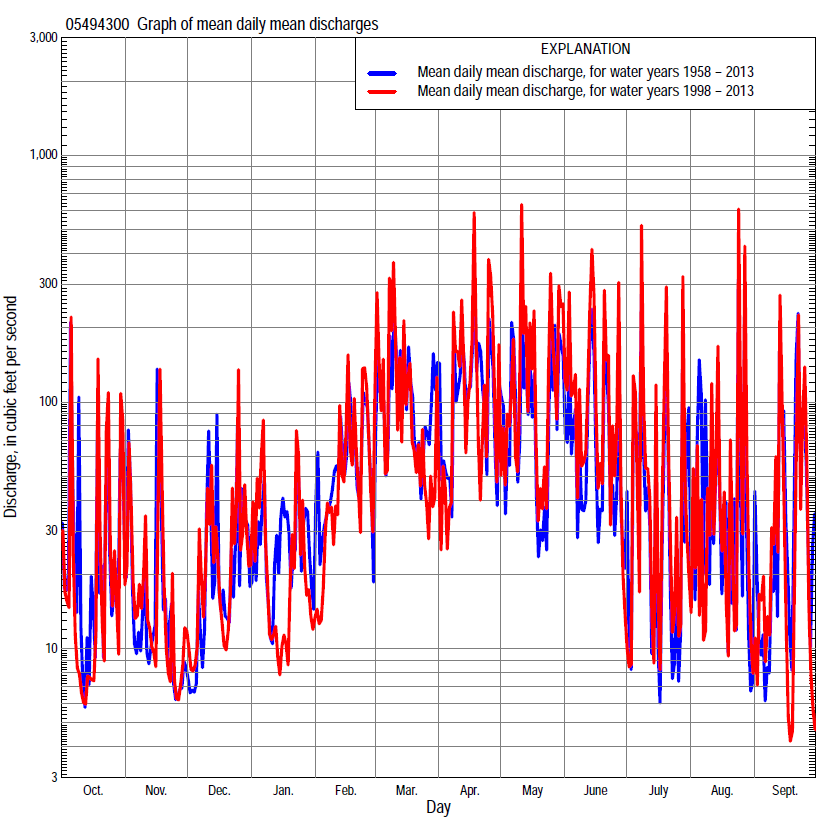 05494300 Graph of mean daily mean discharges
EXPLANATION
Mean daily mean discharge, for water years 1958 – 2013
Mean daily mean discharge, for water years 1998 – 2013
Discharge, in cubic feet per second
3,000
1,000
300
100
30
10
3
Oct. Nov. Dec. Jan. Feb. Mar. Apr. May June July Aug. Sept.
Day